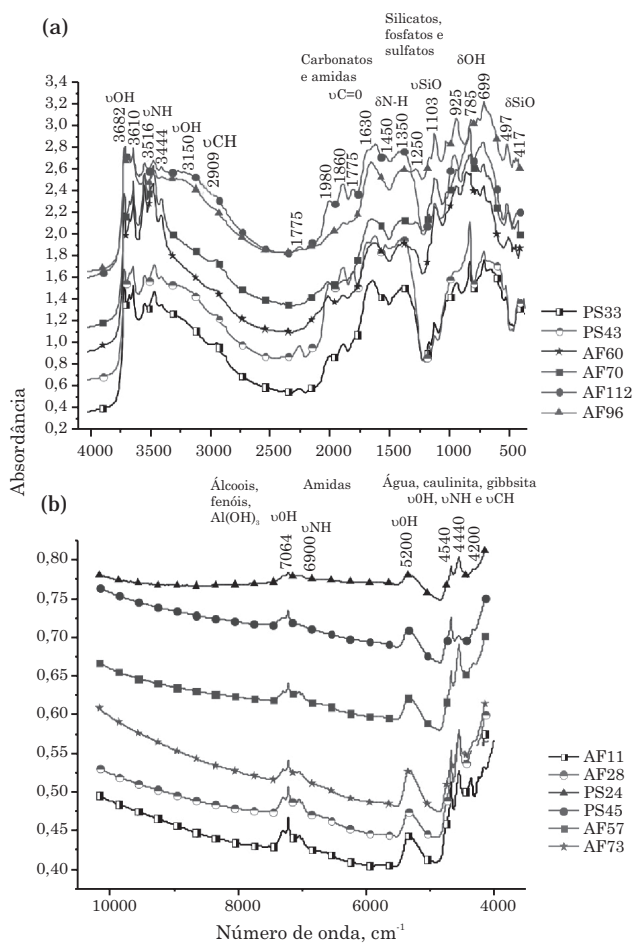 (a)
Silicatos,
fosfatos e
sulfatos
Carbonatos
e amidas
υC=0
δOH
υOH
υNH
υOH
υCH
δN-H
υSiO
δSiO
3682
3610
3516
3444
3150
2909
1775
1980
1860
1775
1630
1450
1350
1250
1103
925
785
699
497
417
3,4
3,2
3,0
2,8
2,6
2,4
2,2
2,0
1,8
1,6
1,4
1,2
1,0
0,8
0,6
0,4
0,2
4000 3500 3000 2500 2000 1500 1000 500
PS33
PS43
AF60
AF70
AF112
AF96
Absordância
(b)
Álcoois,
fenóis,
Al(OH)₃
Amidas
Água, caulinita, gibbsita
υ0H, υNH e υCH
υ0H
υNH
υ0H
7064
6900
5200
4540
4440
4200
0,80
0,75
0,70
0,65
0,60
0,55
0,50
0,45
0,40
10000 8000 6000 4000
AF11
AF28
PS24
PS45
AF57
AF73
Número de onda, cm⁻¹